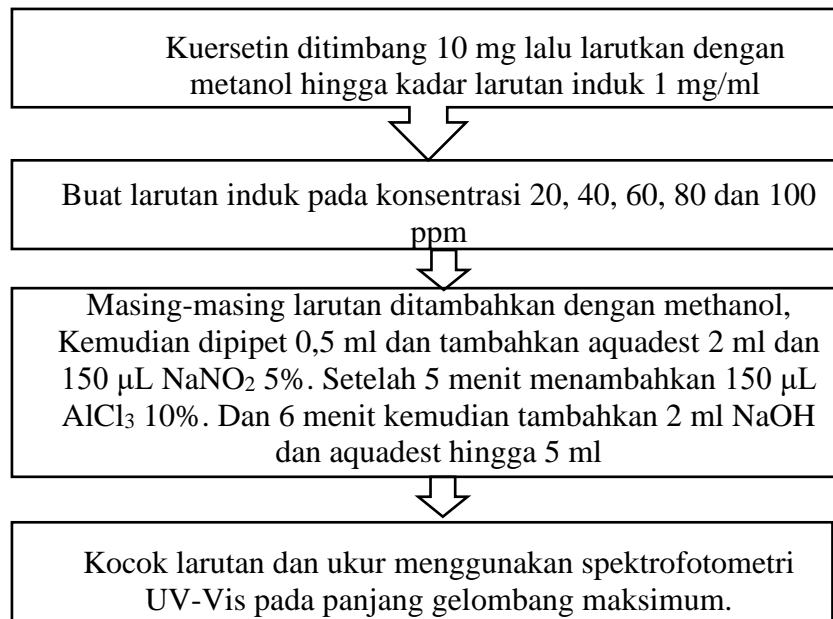 Kuersetin ditimbang 10 mg lalu larutkan dengan
metanol hingga kadar larutan induk 1 mg/ml
Buat larutan induk pada konsentrasi 20, 40, 60, 80 dan 100
ppm
Masing-masing larutan ditambahkan dengan methanol,
Kemudian dipipet 0,5 ml dan tambahkan aquadest 2 ml dan
150 μL NaNO₂ 5%. Setelah 5 menit menambahkan 150 μL
AlCl₃ 10%. Dan 6 menit kemudian tambahkan 2 ml NaOH
dan aquadest hingga 5 ml
Kocok larutan dan ukur menggunakan spektrofotometri
UV-Vis pada panjang gelombang maksimum.